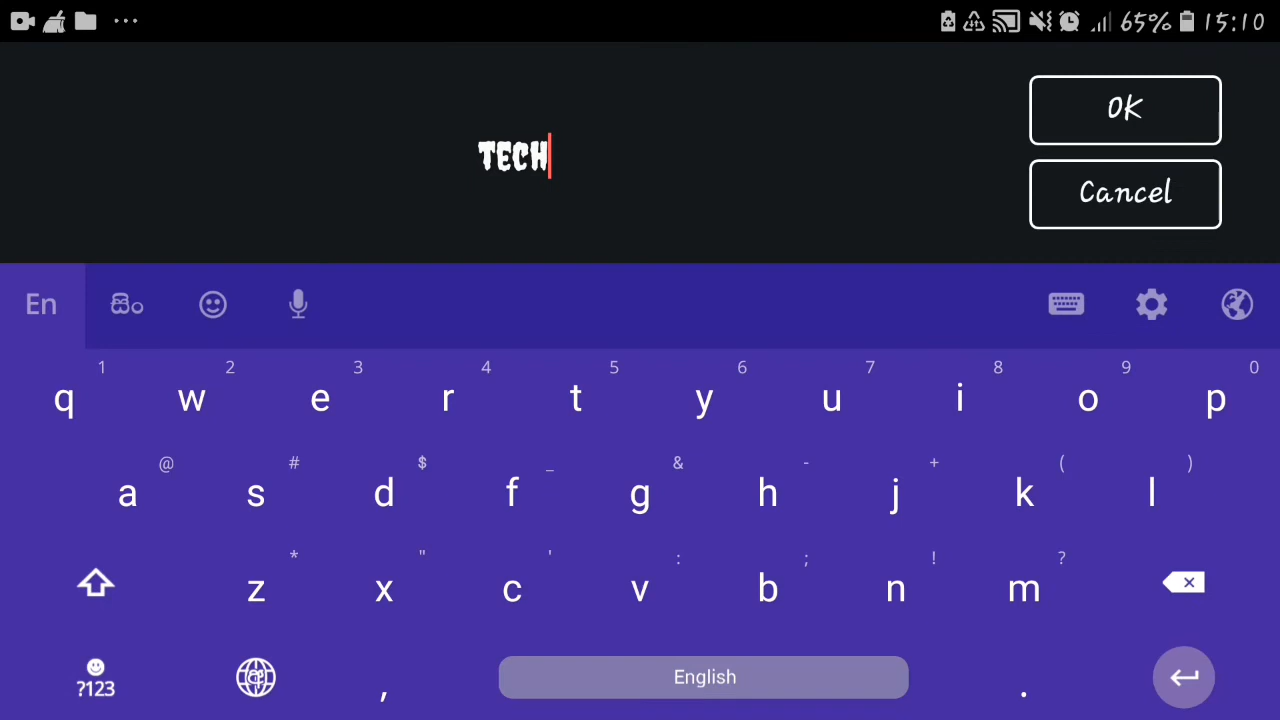 65% 15:10
TECH
OK
Cancel
En සිං
1 2 3 4 5 6 7 8 9 0
q w e r t y u i o p
@ # $ _ & - + ( )
a s d f g h j k l
* " ' : ; ! ?
z x c v b n m
?123 , English .